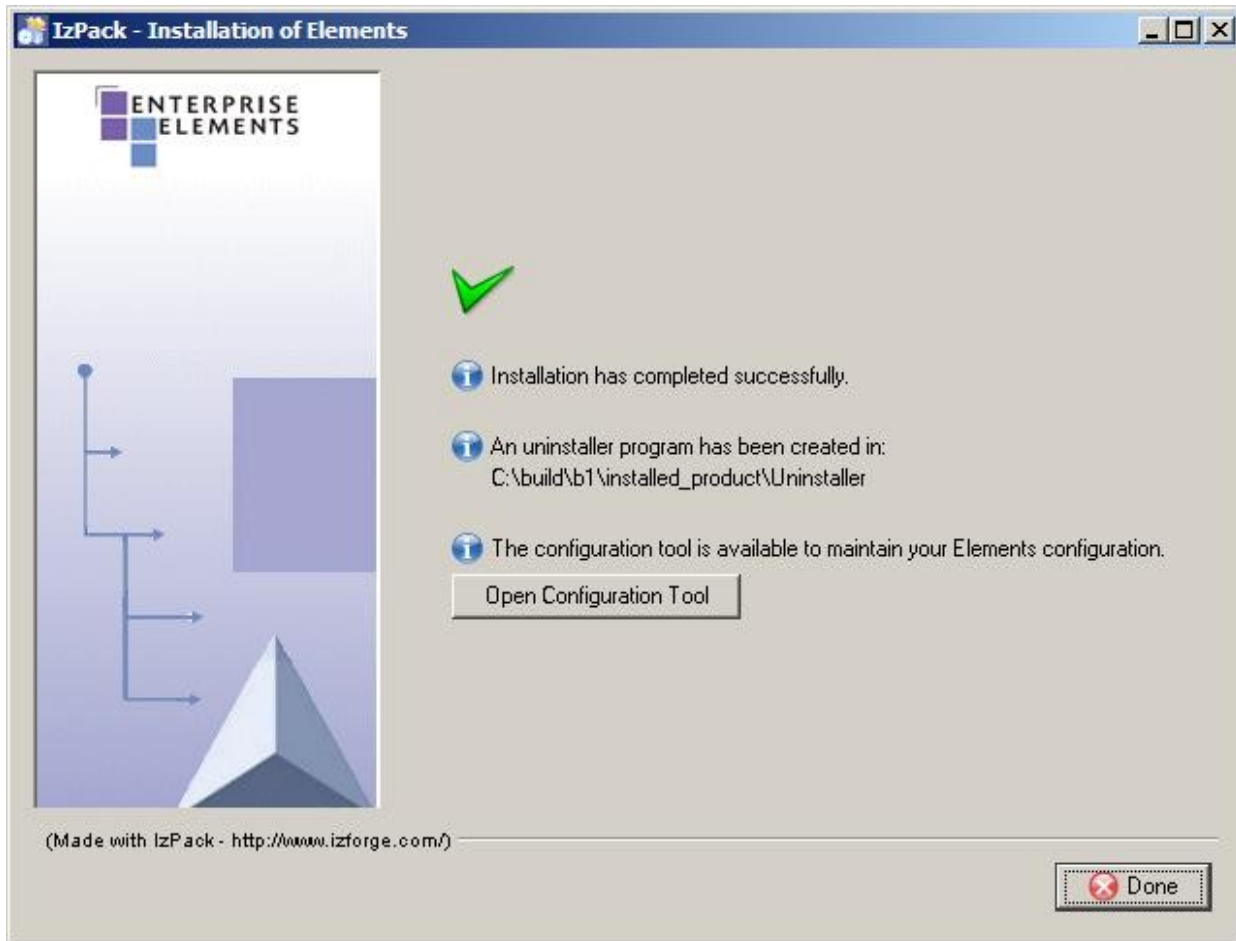 IzPack - Installation of Elements
ENTERPRISE
ELEMENTS
Installation has completed successfully.
An uninstaller program has been created in:
C:\build\b1\installed_product\Uninstaller
The configuration tool is available to maintain your Elements configuration.
Open Configuration Tool
(Made with IzPack - http://www.izforge.com/)
Done